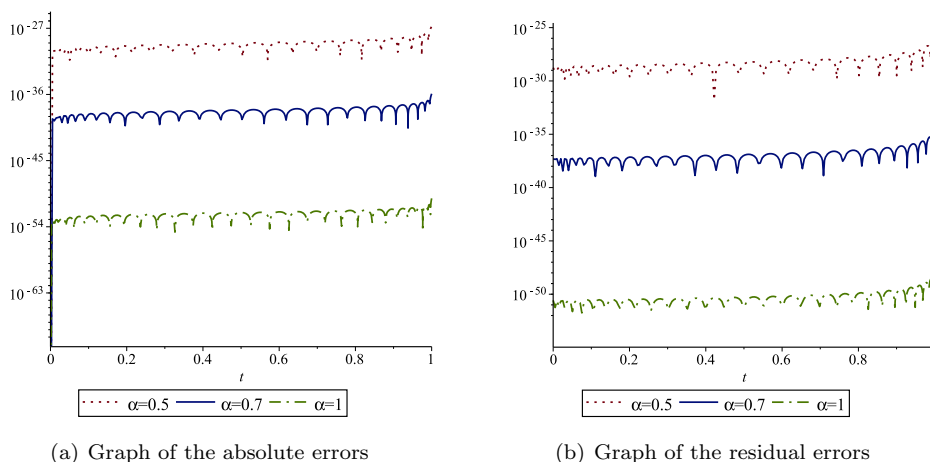 10^-27
10^-36
10^-45
10^-54
10^-63
0 0.2 0.4 0.6 0.8 1
t
α=0.5 α=0.7 α=1
(a) Graph of the absolute errors
10^-25
10^-30
10^-35
10^-40
10^-45
10^-50
0 0.2 0.4 0.6 0.8
t
α=0.5 α=0.7 α=1
(b) Graph of the residual errors